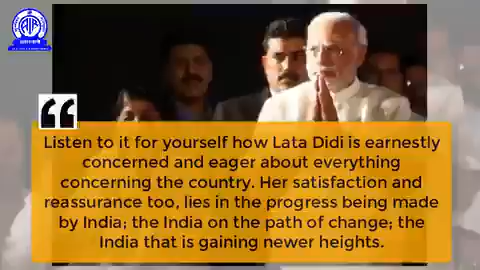 Listen to it for yourself how Lata Didi is earnestly
concerned and eager about everything
concerning the country. Her satisfaction and
reassurance too, lies in the progress being made
by India; the India on the path of change; the
India that is gaining newer heights.